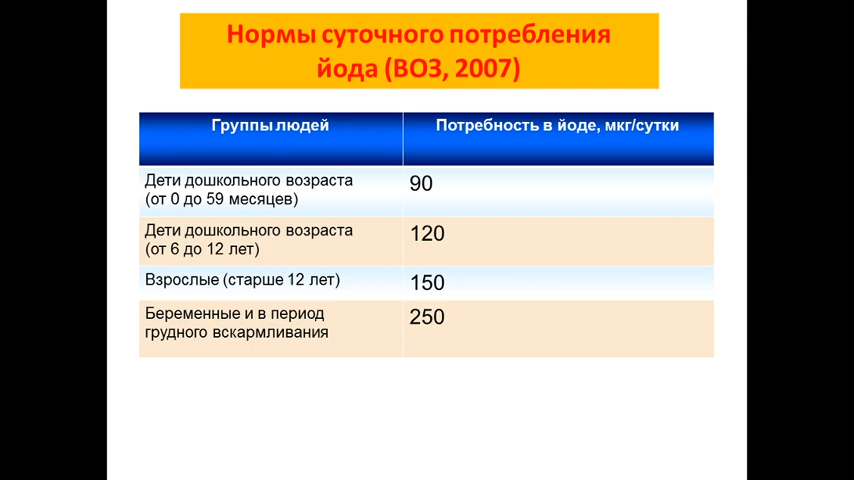 Нормы суточного потребления
йода (ВОЗ, 2007)
Группы людей
Потребность в йоде, мкг/сутки
Дети дошкольного возраста
(от 0 до 59 месяцев)
90
Дети дошкольного возраста
(от 6 до 12 лет)
120
Взрослые (старше 12 лет)
150
Беременные и в период
грудного вскармливания
250